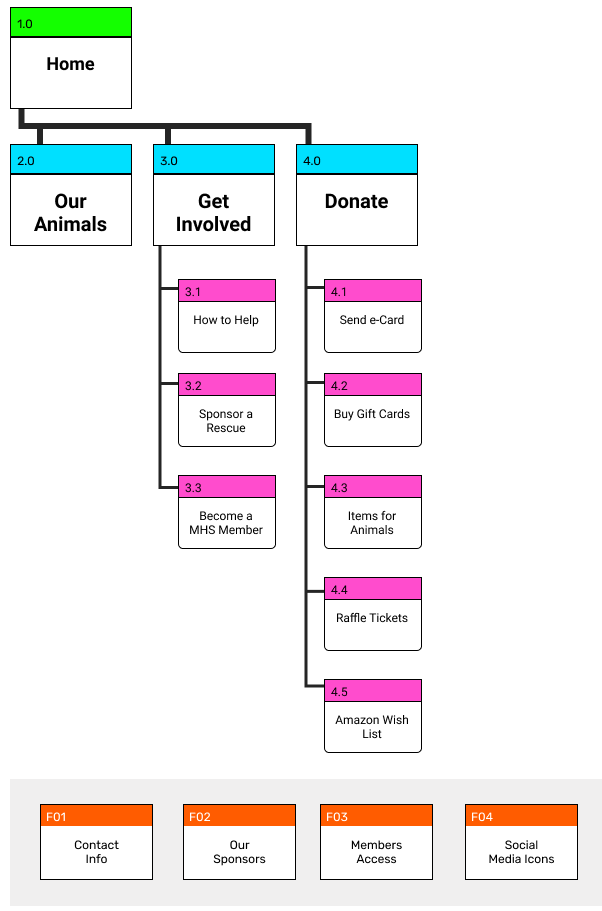 1.0
Home
2.0
Our
Animals
3.0
Get
Involved
4.0
Donate
3.1
How to Help
3.2
Sponsor a
Rescue
3.3
Become a
MHS Member
4.1
Send e-Card
4.2
Buy Gift Cards
4.3
Items for
Animals
4.4
Raffle Tickets
4.5
Amazon Wish
List
F01
Contact
Info
F02
Our
Sponsors
F03
Members
Access
F04
Social
Media Icons